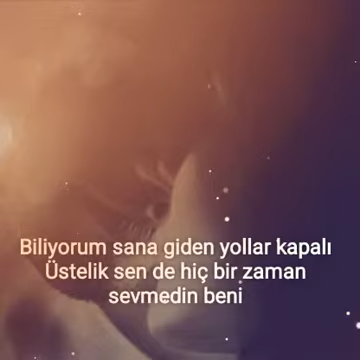 Biliyorum sana giden yollar kapalı
Üstelik sen de hiç bir zaman
sevmedin beni